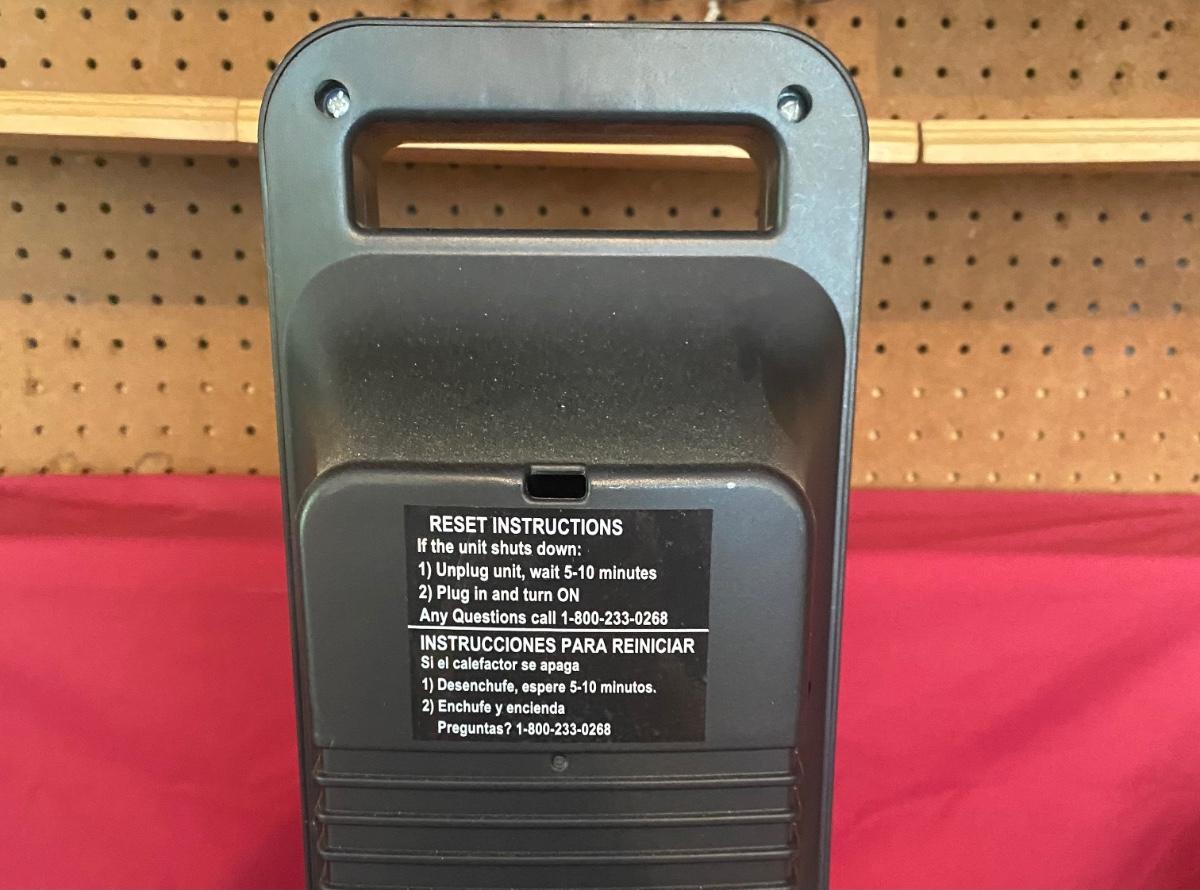 RESET INSTRUCTIONS
If the unit shuts down:
1) Unplug unit, wait 5-10 minutes
2) Plug in and turn ON
Any Questions call 1-800-233-0268
INSTRUCCIONES PARA REINICIAR
Si el calefactor se apaga
1) Desenchufe, espere 5-10 minutos.
2) Enchufe y encienda
Preguntas? 1-800-233-0268